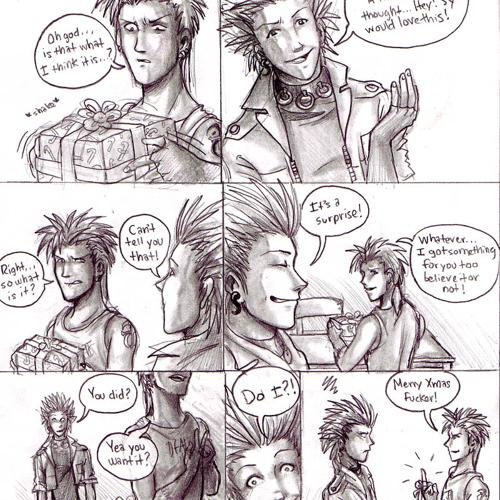 Oh god...
is that what
I think it is..?
*shake*
thought... Hey!
would love this!
Right...
so what
is it?
Can't
tell you
that!
It's a
surprise!
Whatever...
I got something
for you too
believe it or
not!
You did?
Yea you
want it?
Do I?!
Merry Xmas
Fucker!